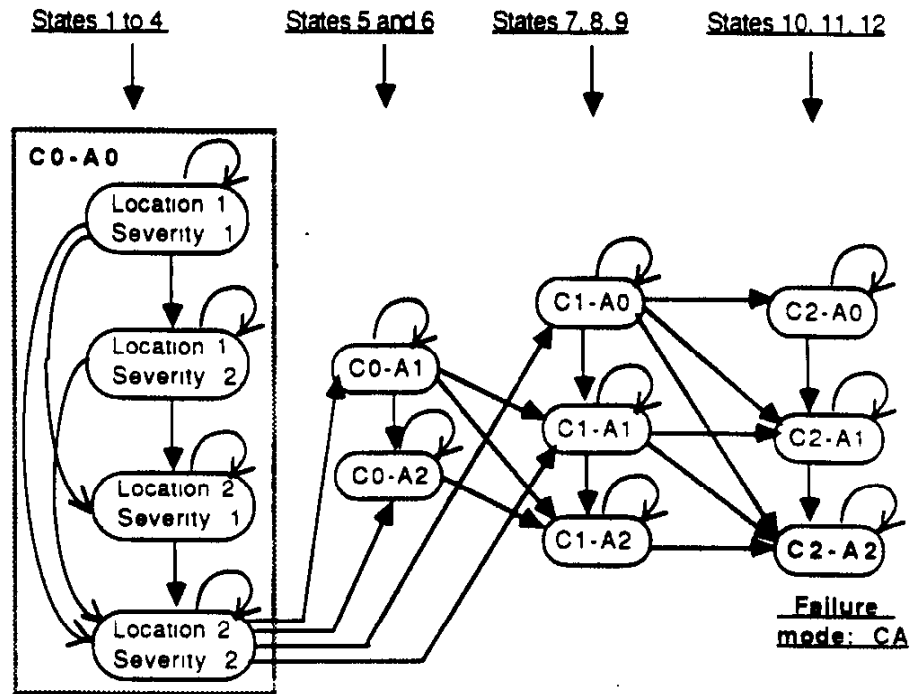 States 1 to 4
States 5 and 6
States 7, 8, 9
States 10, 11, 12
C0-A0
Location 1
Severity 1
Location 1
Severity 2
Location 2
Severity 1
Location 2
Severity 2
C0-A1
C0-A2
C1-A0
C1-A1
C1-A2
C2-A0
C2-A1
C2-A2
Failure
mode: CA